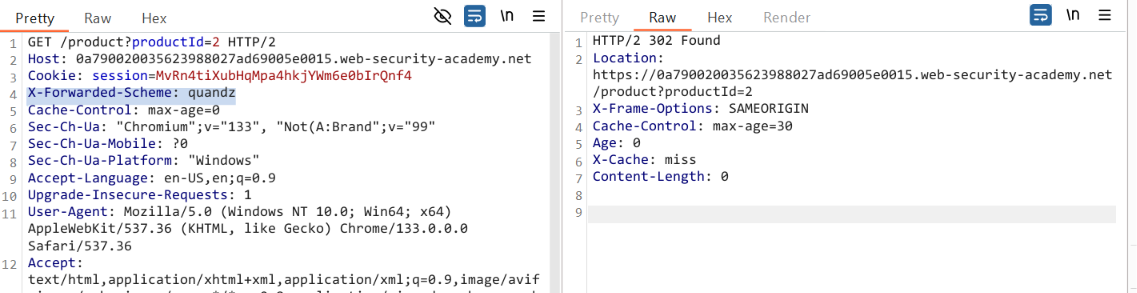 Pretty Raw Hex \n
1 GET /product?productId=2 HTTP/2
2 Host: 0a790020035623988027ad69005e0015.web-security-academy.net
3 Cookie: session=MvRn4tiXubHqMpa4hkjYWm6e0bIrQnf4
4 X-Forwarded-Scheme: quandz
5 Cache-Control: max-age=0
6 Sec-Ch-Ua: "Chromium";v="133", "Not(A:Brand";v="99"
7 Sec-Ch-Ua-Mobile: ?0
8 Sec-Ch-Ua-Platform: "Windows"
9 Accept-Language: en-US,en;q=0.9
10 Upgrade-Insecure-Requests: 1
11 User-Agent: Mozilla/5.0 (Windows NT 10.0; Win64; x64)
AppleWebKit/537.36 (KHTML, like Gecko) Chrome/133.0.0.0
Safari/537.36
12 Accept:
text/html,application/xhtml+xml,application/xml;q=0.9,image/avif
Pretty Raw Hex Render \n
1 HTTP/2 302 Found
2 Location:
https://0a790020035623988027ad69005e0015.web-security-academy.net
/product?productId=2
3 X-Frame-Options: SAMEORIGIN
4 Cache-Control: max-age=30
5 Age: 0
6 X-Cache: miss
7 Content-Length: 0
8
9